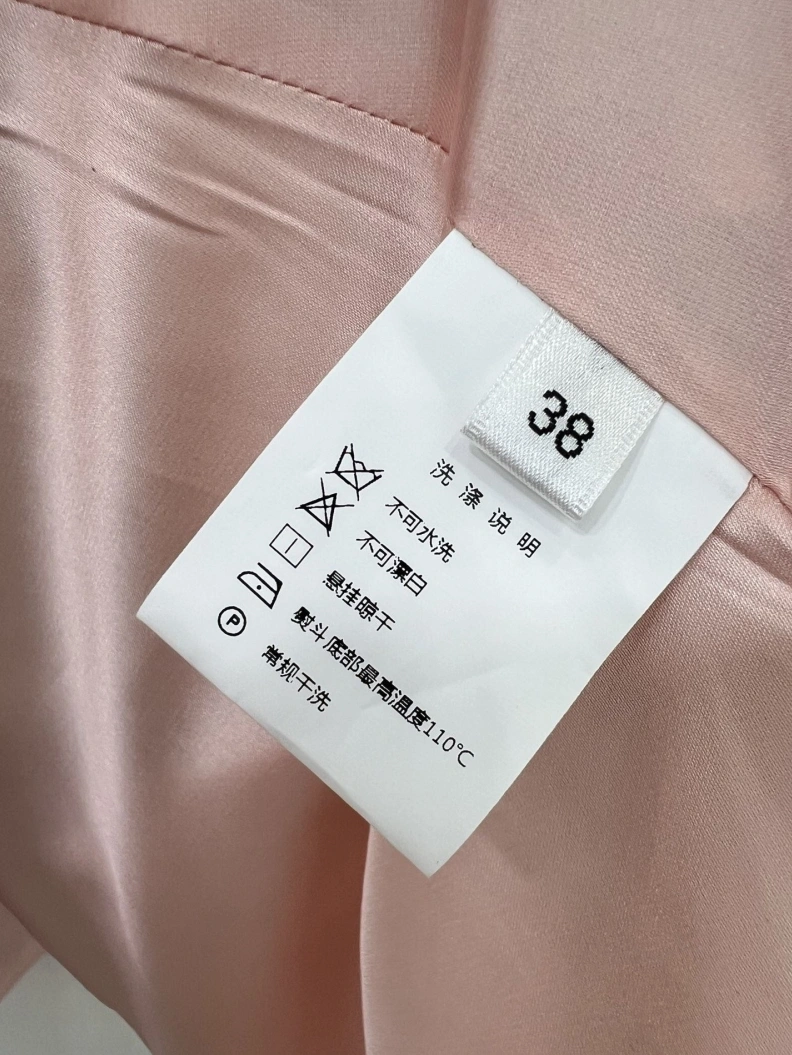 38
洗涤说明
不可水洗
不可漂白
悬挂晾干
熨斗底部最高温度110℃
P
常规干洗